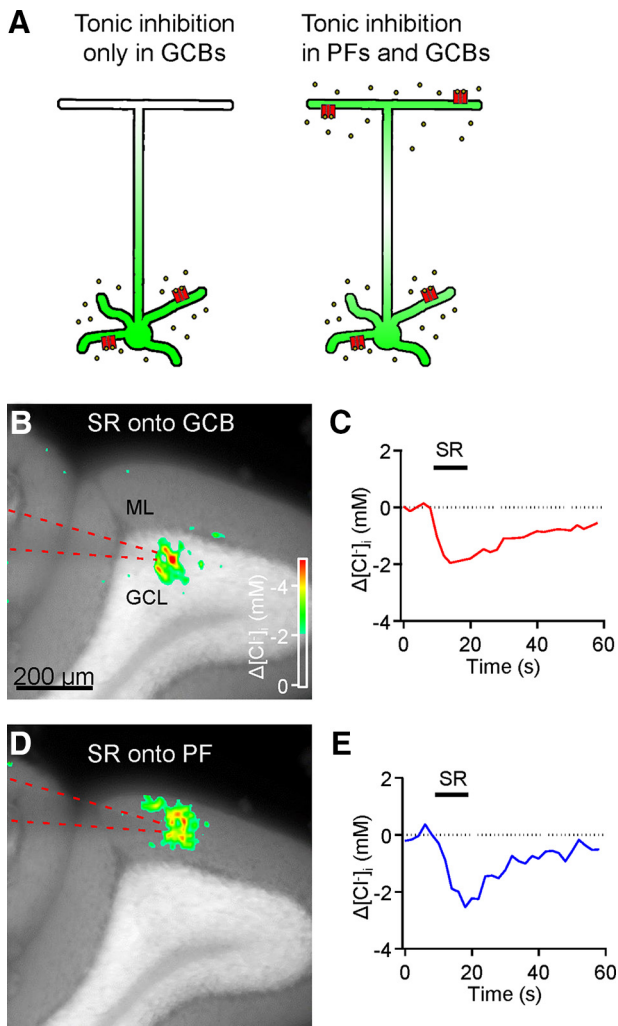 A
Tonic inhibition
only in GCBs
Tonic inhibition
in PFs and GCBs
B
SR onto GCB
ML
GCL
200 µm
-4
-2
0
Δ[Cl-]i (mM)
C
SR
2
0
-2
-4
Δ[Cl-]i (mM)
0 20 40 60
Time (s)
D
SR onto PF
E
SR
2
0
-2
-4
Δ[Cl-]i (mM)
0 20 40 60
Time (s)